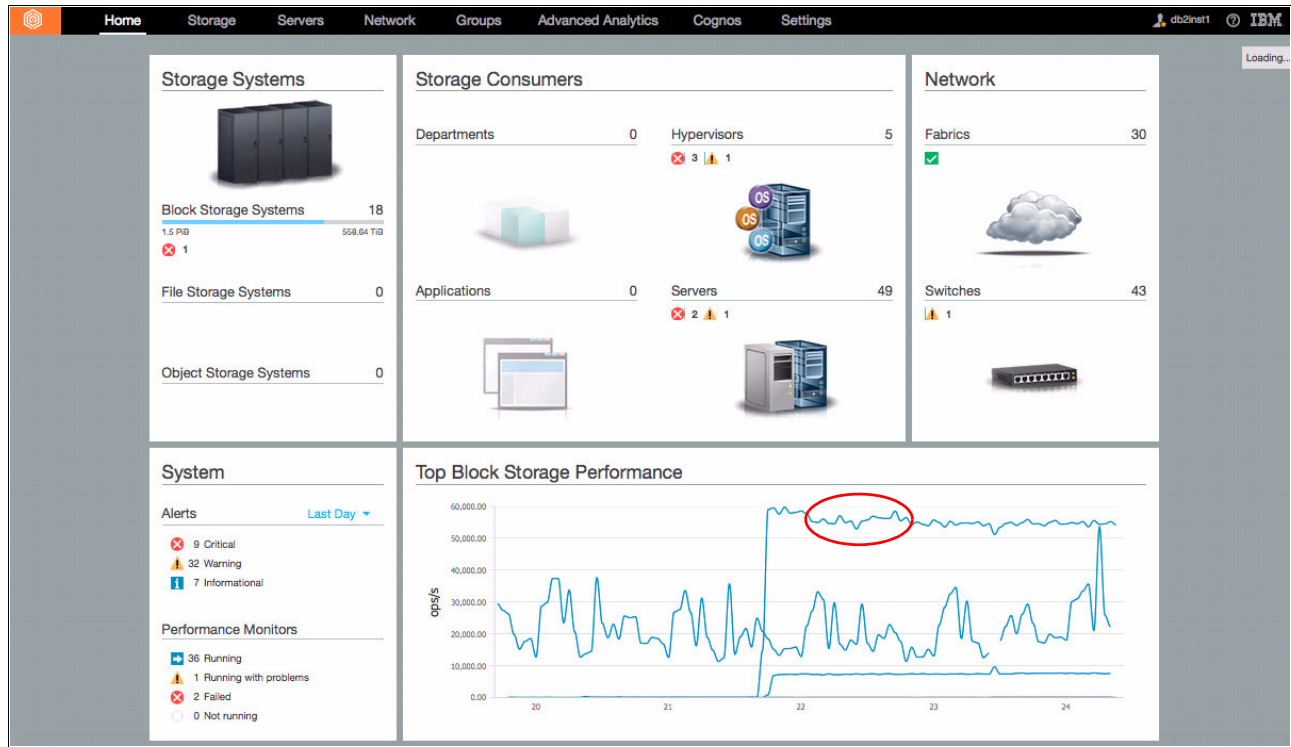 Home Storage Servers Network Groups Advanced Analytics Cognos Settings db2inst1 IBM
Loading...
Storage Systems
Block Storage Systems 18
1.5 PiB 558.64 TiB
1
File Storage Systems 0
Object Storage Systems 0
Storage Consumers
Departments 0
Hypervisors 5
3 1
OS
OS
OS
Applications 0
Servers 49
2 1
Network
Fabrics 30
Switches 43
1
System
Alerts Last Day
9 Critical
32 Warning
7 Informational
Performance Monitors
36 Running
1 Running with problems
2 Failed
0 Not running
Top Block Storage Performance
60,000.00
50,000.00
40,000.00
30,000.00
20,000.00
10,000.00
0.00
ops/s
20 21 22 23 24